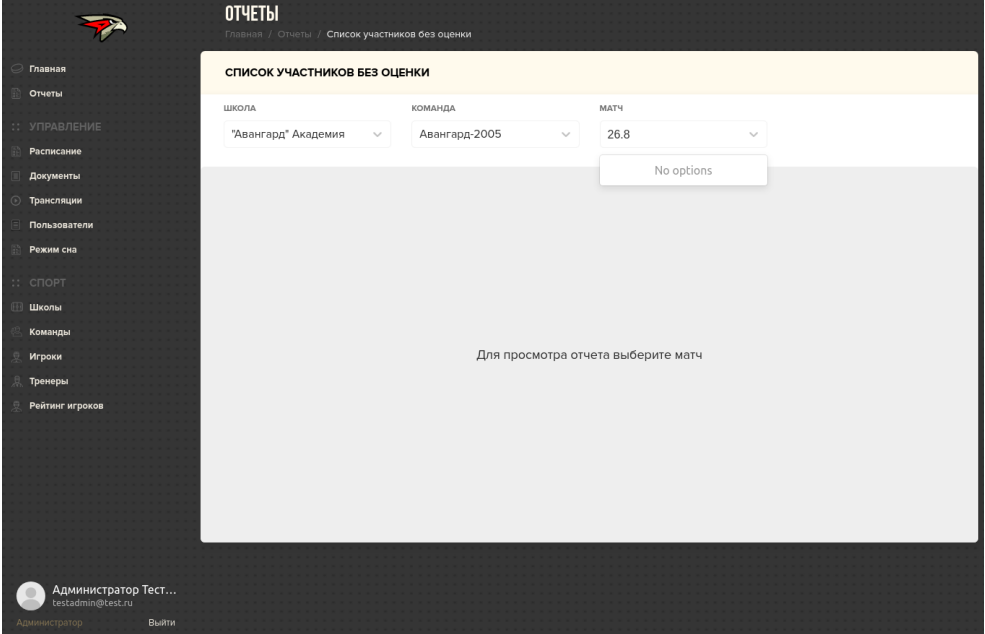 ОТЧЕТЫ
Главная / Отчеты / Список участников без оценки
Главная
Отчеты
УПРАВЛЕНИЕ
Расписание
Документы
Трансляции
Пользователи
Режим сна
СПОРТ
Школы
Команды
Игроки
Тренеры
Рейтинг игроков
Администратор Тест...
testadmin@test.ru
Администратор Выйти
СПИСОК УЧАСТНИКОВ БЕЗ ОЦЕНКИ
ШКОЛА КОМАНДА МАТЧ
"Авангард" Академия Авангард-2005 26.8
No options
Для просмотра отчета выберите матч